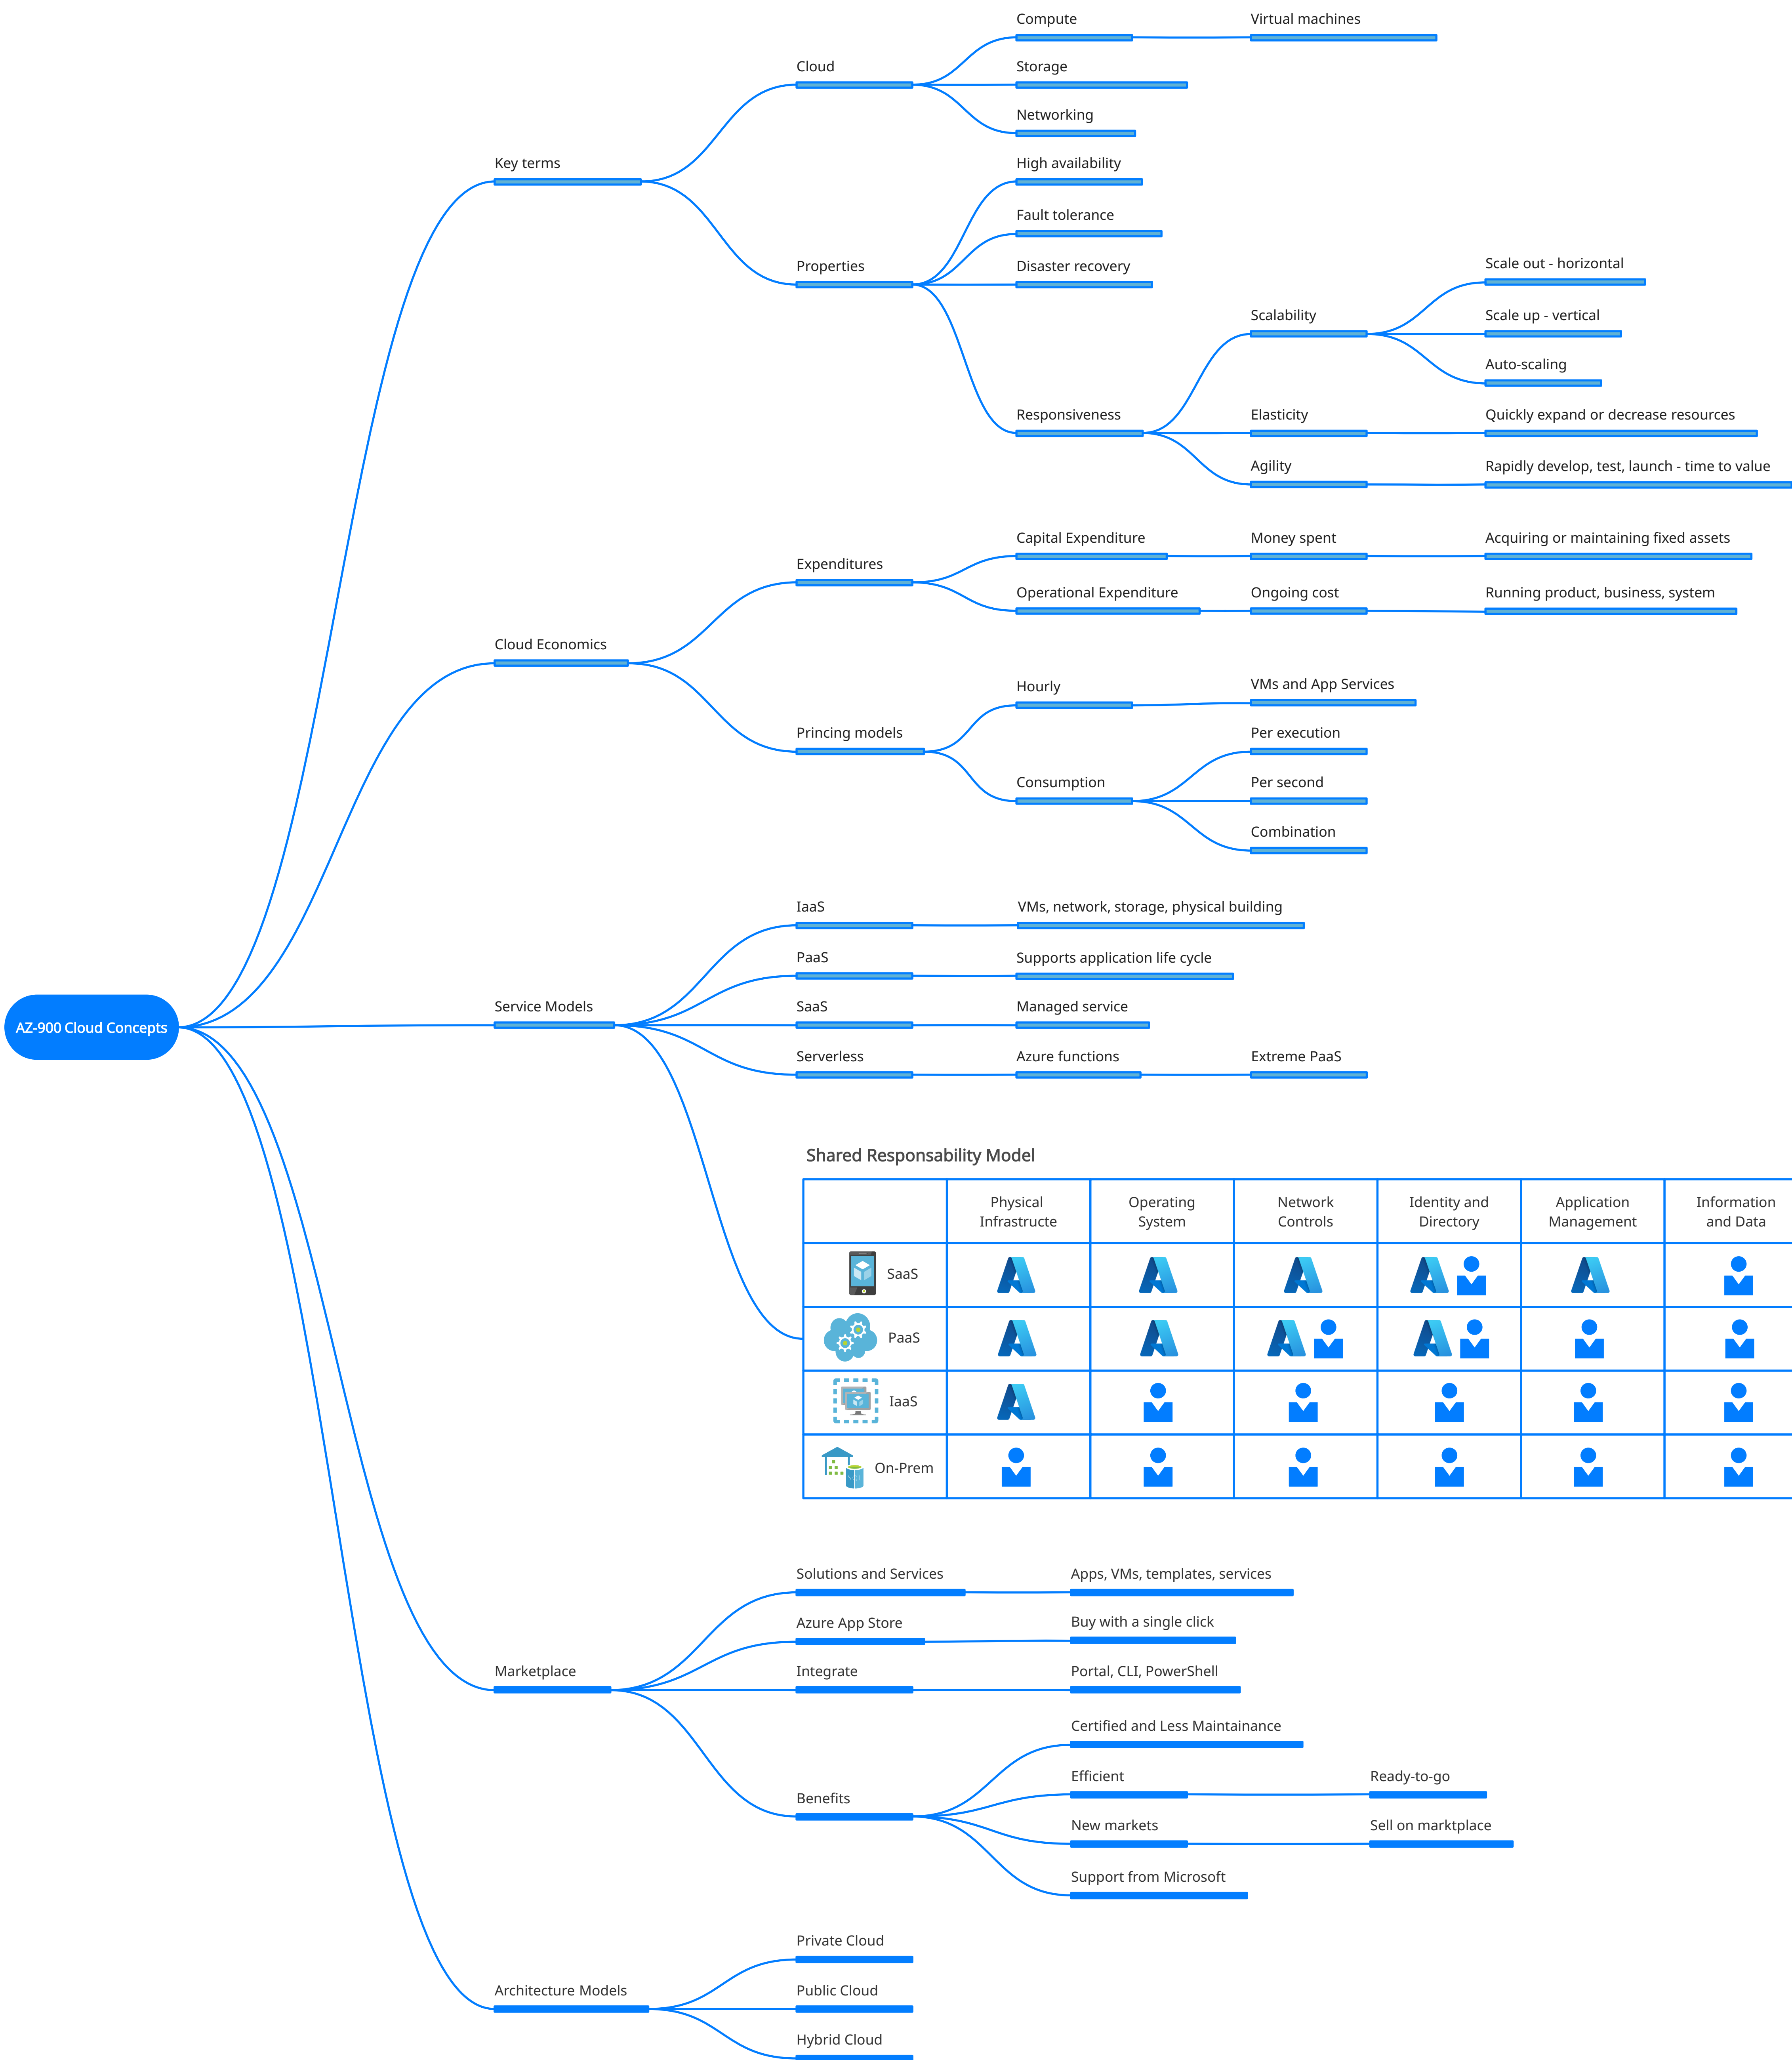 AZ-900 Cloud Concepts
Key terms
Cloud
Compute
Virtual machines
Storage
Networking
Properties
High availability
Fault tolerance
Disaster recovery
Responsiveness
Scalability
Scale out - horizontal
Scale up - vertical
Auto-scaling
Elasticity
Quickly expand or decrease resources
Agility
Rapidly develop, test, launch - time to value
Cloud Economics
Expenditures
Capital Expenditure
Money spent
Acquiring or maintaining fixed assets
Operational Expenditure
Ongoing cost
Running product, business, system
Princing models
Hourly
VMs and App Services
Consumption
Per execution
Per second
Combination
Service Models
IaaS
VMs, network, storage, physical building
PaaS
Supports application life cycle
SaaS
Managed service
Serverless
Azure functions
Extreme PaaS
Shared Responsability Model
Physical
Infrastructe
Operating
System
Network
Controls
Identity and
Directory
Application
Management
Information
and Data
SaaS
PaaS
IaaS
On-Prem
Marketplace
Solutions and Services
Apps, VMs, templates, services
Azure App Store
Buy with a single click
Integrate
Portal, CLI, PowerShell
Benefits
Certified and Less Maintainance
Efficient
Ready-to-go
New markets
Sell on marktplace
Support from Microsoft
Architecture Models
Private Cloud
Public Cloud
Hybrid Cloud